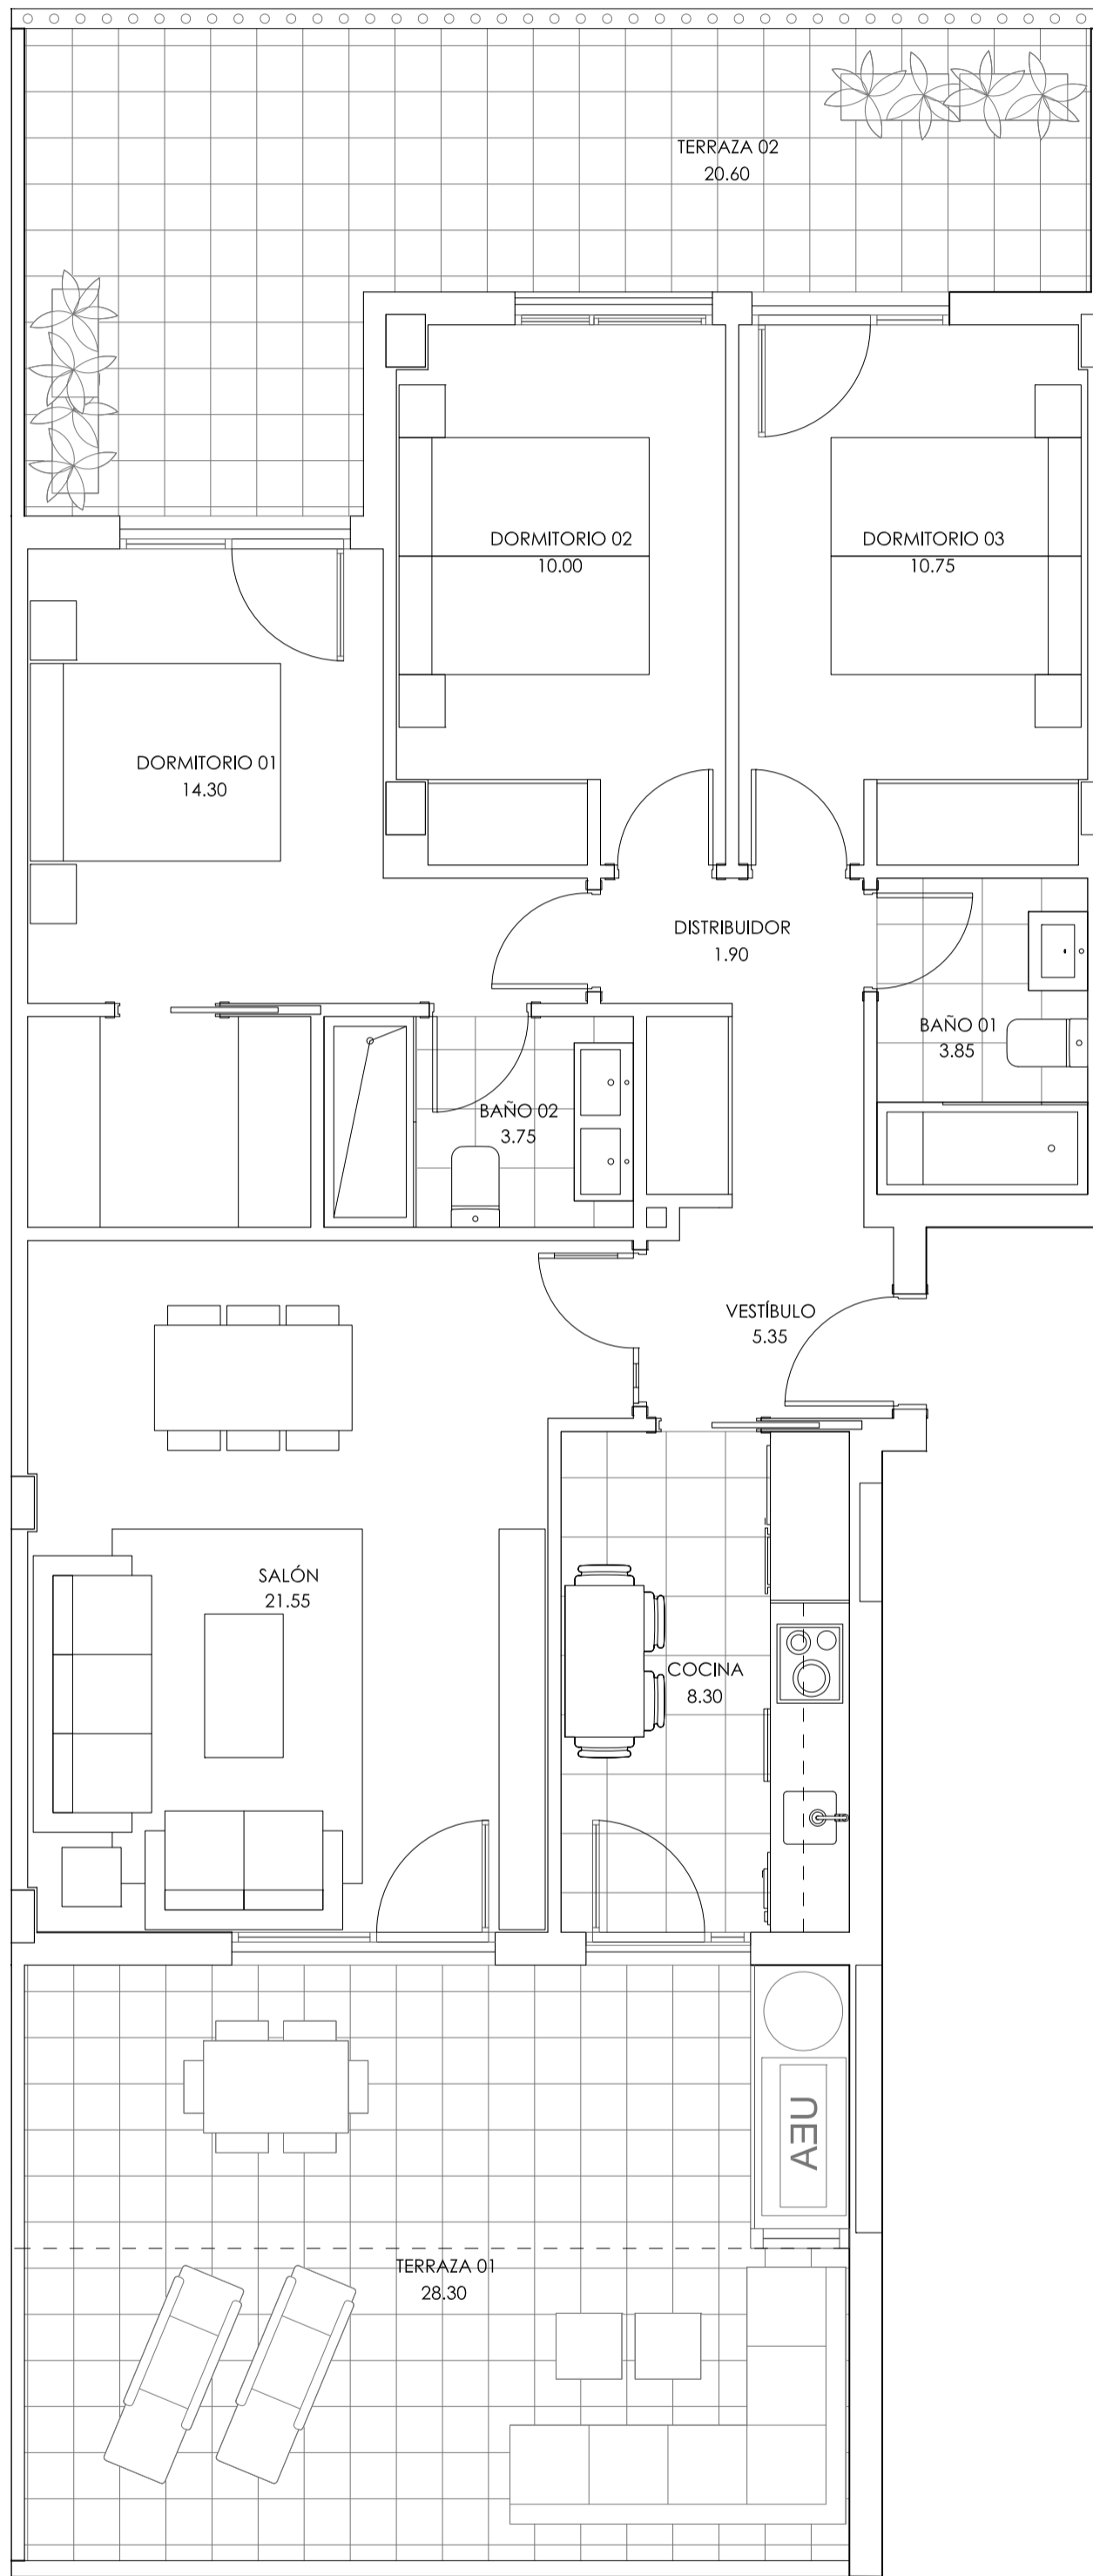 TERRAZA 02
20.60
DORMITORIO 02
10.00
DORMITORIO 03
10.75
DORMITORIO 01
14.30
DISTRIBUIDOR
1.90
BAÑO 01
3.85
BAÑO 02
3.75
VESTÍBULO
5.35
SALÓN
21.55
COCINA
8.30
UEA
TERRAZA 01
28.30